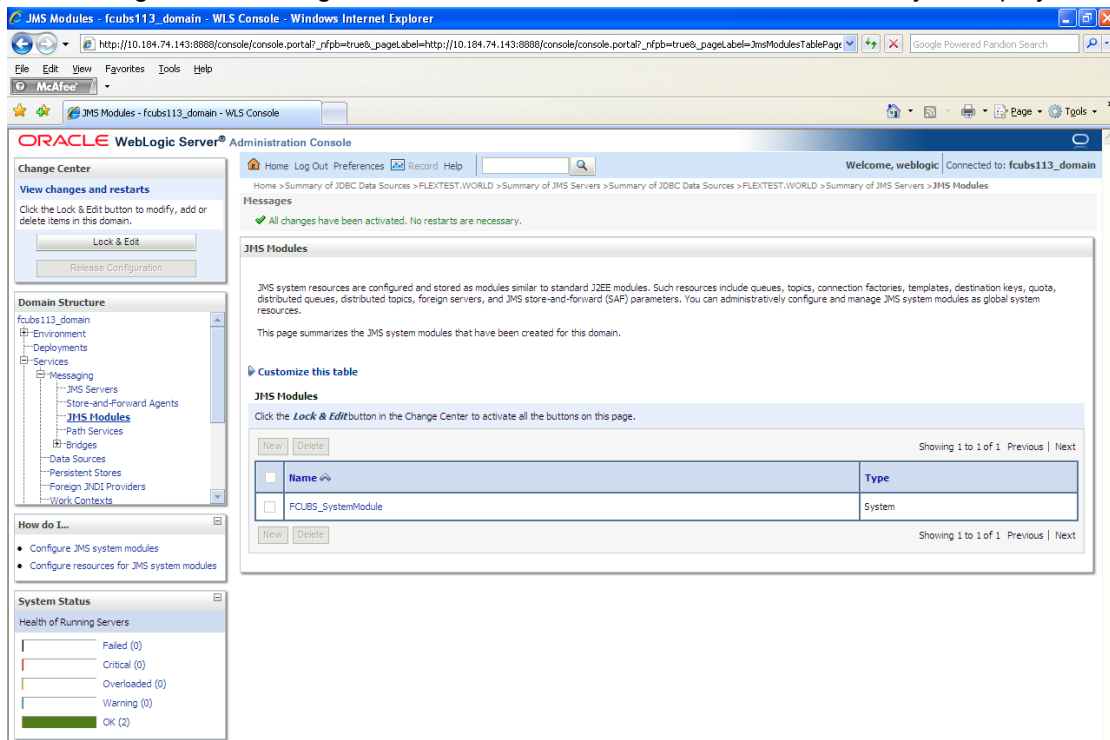 JMS Modules - fcubs113_domain - WLS Console - Windows Internet Explorer
http://10.184.74.143:8888/console/console.portal?_nfpb=true&_pageLabel=http://10.184.74.143:8888/console/console.portal?_nfpb=true&_pageLabel=JmsModulesTablePage
Google Powered Pandion Search
File Edit View Favorites Tools Help
McAfee
JMS Modules - fcubs113_domain - WLS Console
Page Tools
ORACLE WebLogic Server® Administration Console
Change Center
View changes and restarts
Click the Lock & Edit button to modify, add or
delete items in this domain.
Lock & Edit
Release Configuration
Domain Structure
fcubs113_domain
Environment
Deployments
Services
Messaging
JMS Servers
Store-and-Forward Agents
JMS Modules
Path Services
Bridges
Data Sources
Persistent Stores
Foreign JNDI Providers
Work Contexts
How do I...
Configure JMS system modules
Configure resources for JMS system modules
System Status
Health of Running Servers
Failed (0)
Critical (0)
Overloaded (0)
Warning (0)
OK (2)
Home Log Out Preferences Record Help
Welcome, weblogic Connected to: fcubs113_domain
Home >Summary of JDBC Data Sources >FLEXTEST.WORLD >Summary of JMS Servers >Summary of JDBC Data Sources >FLEXTEST.WORLD >Summary of JMS Servers >JMS Modules
Messages
All changes have been activated. No restarts are necessary.
JMS Modules
JMS system resources are configured and stored as modules similar to standard J2EE modules. Such resources include queues, topics, connection factories, templates, destination keys, quota,
distributed queues, distributed topics, foreign servers, and JMS store-and-forward (SAF) parameters. You can administratively configure and manage JMS system modules as global system
resources.
This page summarizes the JMS system modules that have been created for this domain.
Customize this table
JMS Modules
Click the Lock & Edit button in the Change Center to activate all the buttons on this page.
New Delete
Showing 1 to 1 of 1 Previous | Next
Name Type
FCUBS_SystemModule System
New Delete
Showing 1 to 1 of 1 Previous | Next